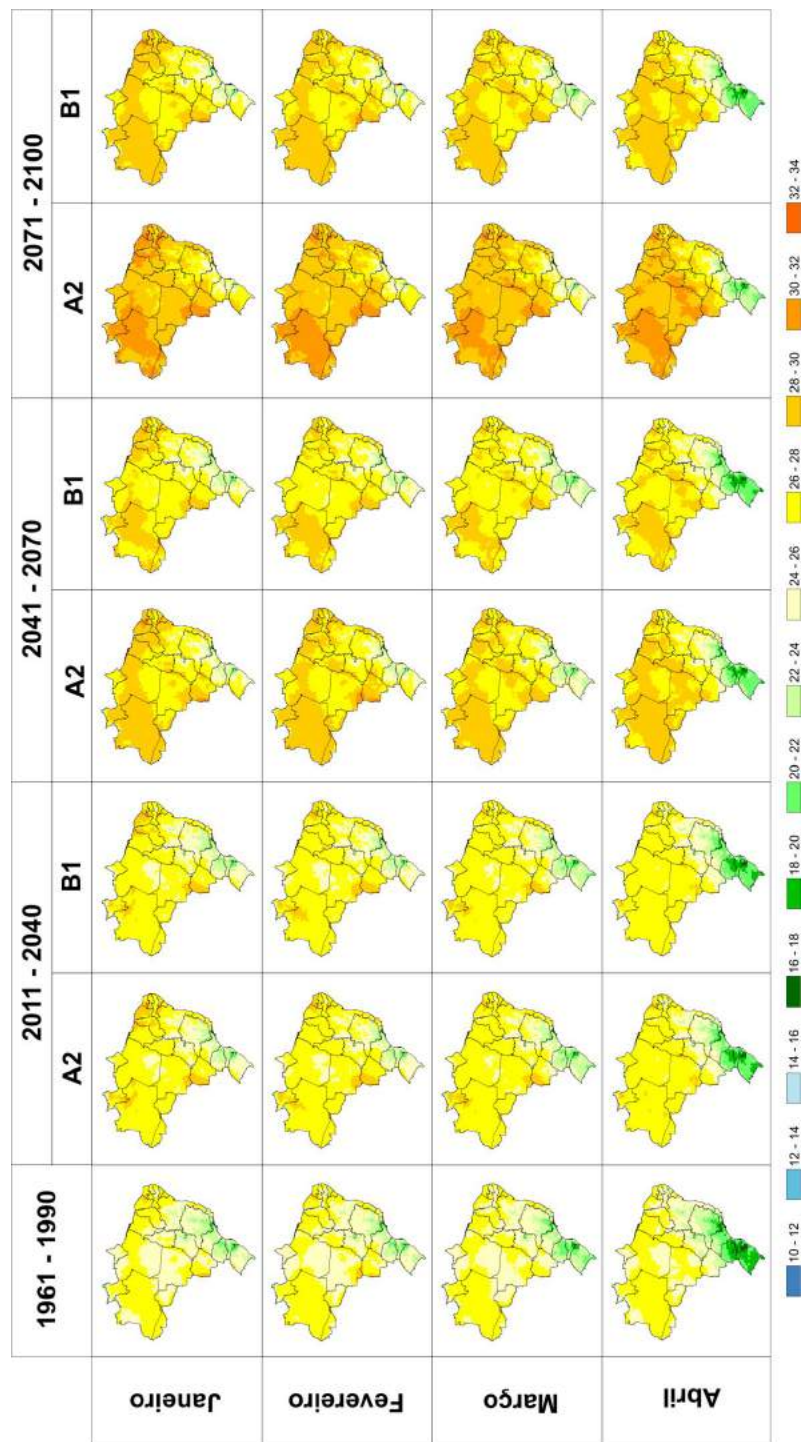 1961 - 1990
2011 - 2040
2041 - 2070
2071 - 2100
A2
B1
A2
B1
A2
B1
Janeiro
Fevereiro
Março
Abril
10 - 12
12 - 14
14 - 16
16 - 18
18 - 20
20 - 22
22 - 24
24 - 26
26 - 28
28 - 30
30 - 32
32 - 34